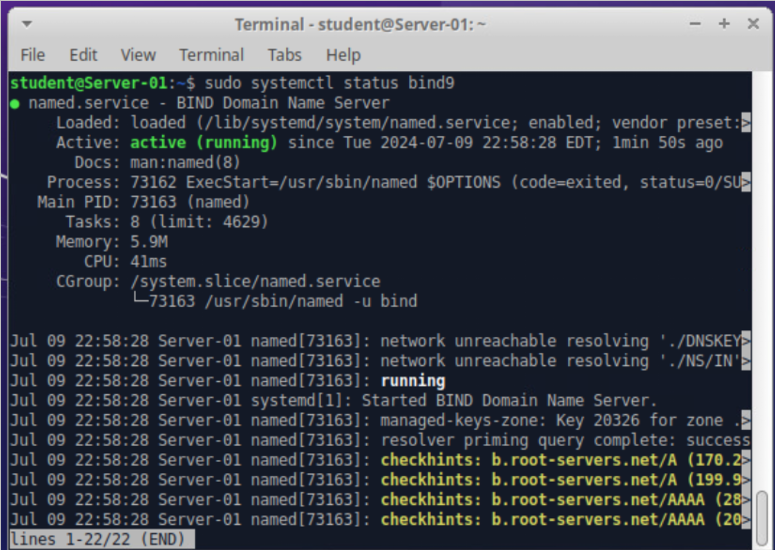 Terminal - student@Server-01: ~
File Edit View Terminal Tabs Help
student@Server-01:~$ sudo systemctl status bind9
● named.service - BIND Domain Name Server
Loaded: loaded (/lib/systemd/system/named.service; enabled; vendor preset:>
Active: active (running) since Tue 2024-07-09 22:58:28 EDT; 1min 50s ago
Docs: man:named(8)
Process: 73162 ExecStart=/usr/sbin/named $OPTIONS (code=exited, status=0/SU>
Main PID: 73163 (named)
Tasks: 8 (limit: 4629)
Memory: 5.9M
CPU: 41ms
CGroup: /system.slice/named.service
└─73163 /usr/sbin/named -u bind
Jul 09 22:58:28 Server-01 named[73163]: network unreachable resolving './DNSKEY>
Jul 09 22:58:28 Server-01 named[73163]: network unreachable resolving './NS/IN'>
Jul 09 22:58:28 Server-01 named[73163]: running
Jul 09 22:58:28 Server-01 systemd[1]: Started BIND Domain Name Server.
Jul 09 22:58:28 Server-01 named[73163]: managed-keys-zone: Key 20326 for zone .>
Jul 09 22:58:28 Server-01 named[73163]: resolver priming query complete: success
Jul 09 22:58:28 Server-01 named[73163]: checkhints: b.root-servers.net/A (170.2>
Jul 09 22:58:28 Server-01 named[73163]: checkhints: b.root-servers.net/A (199.9>
Jul 09 22:58:28 Server-01 named[73163]: checkhints: b.root-servers.net/AAAA (28>
Jul 09 22:58:28 Server-01 named[73163]: checkhints: b.root-servers.net/AAAA (20>
lines 1-22/22 (END)